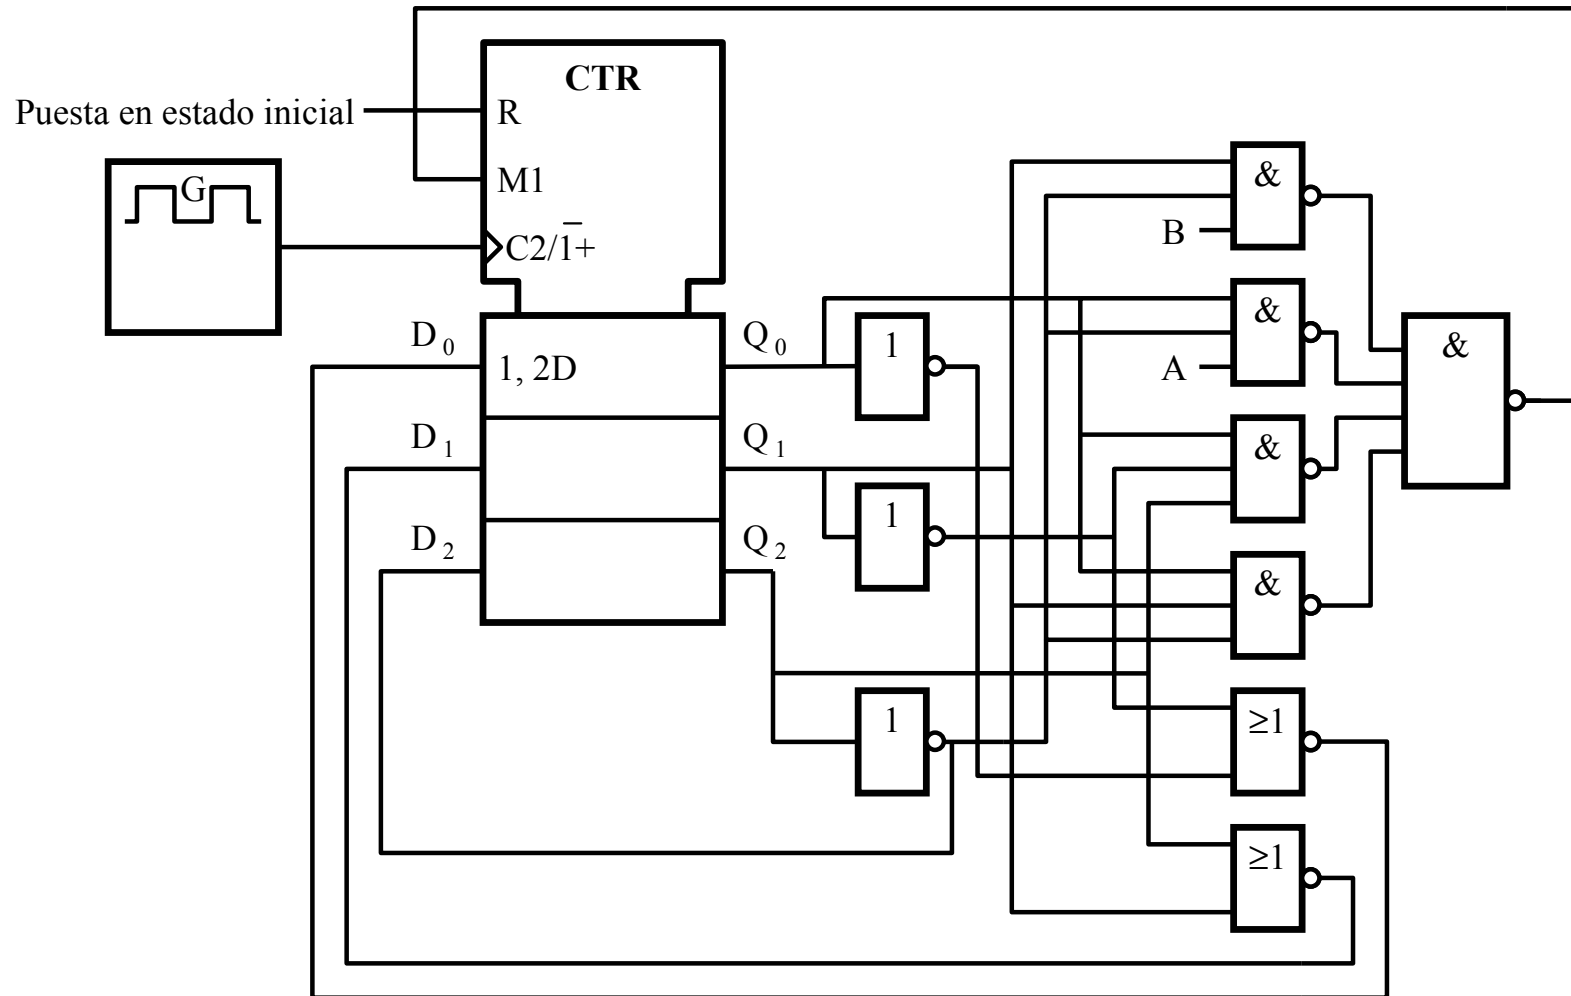 CTR
Puesta en estado inicial
R
M1
G
C2/1̅+
&
B
D0
Q0
1, 2D
1
&
A
&
D1
Q1
1
&
D2
Q2
&
1
≥1
≥1